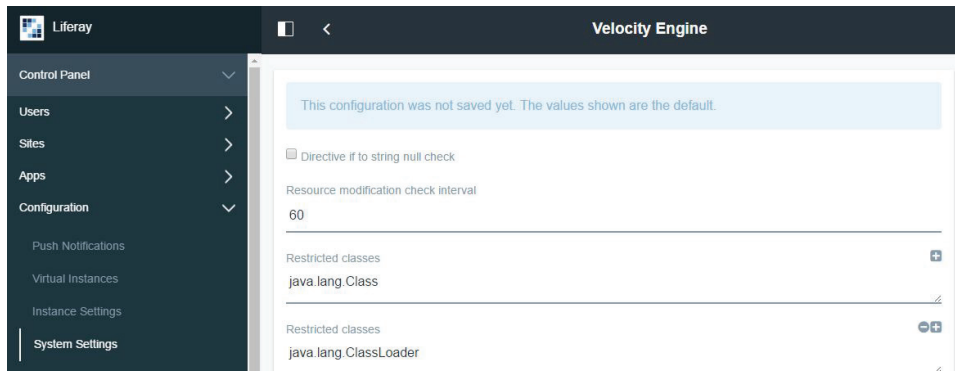 Liferay
Velocity Engine
Control Panel
Users
Sites
Apps
Configuration
Push Notifications
Virtual Instances
Instance Settings
System Settings
This configuration was not saved yet. The values shown are the default.
Directive if to string null check
Resource modification check interval
60
Restricted classes
java.lang.Class
Restricted classes
java.lang.ClassLoader